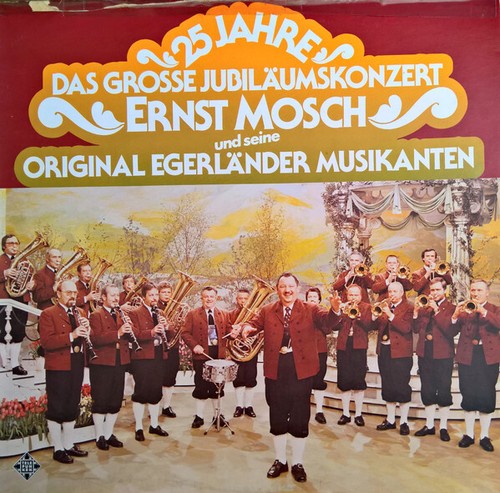 25 JAHRE
DAS GROSSE JUBILÄUMSKONZERT
ERNST MOSCH
und seine
ORIGINAL EGERLÄNDER MUSIKANTEN